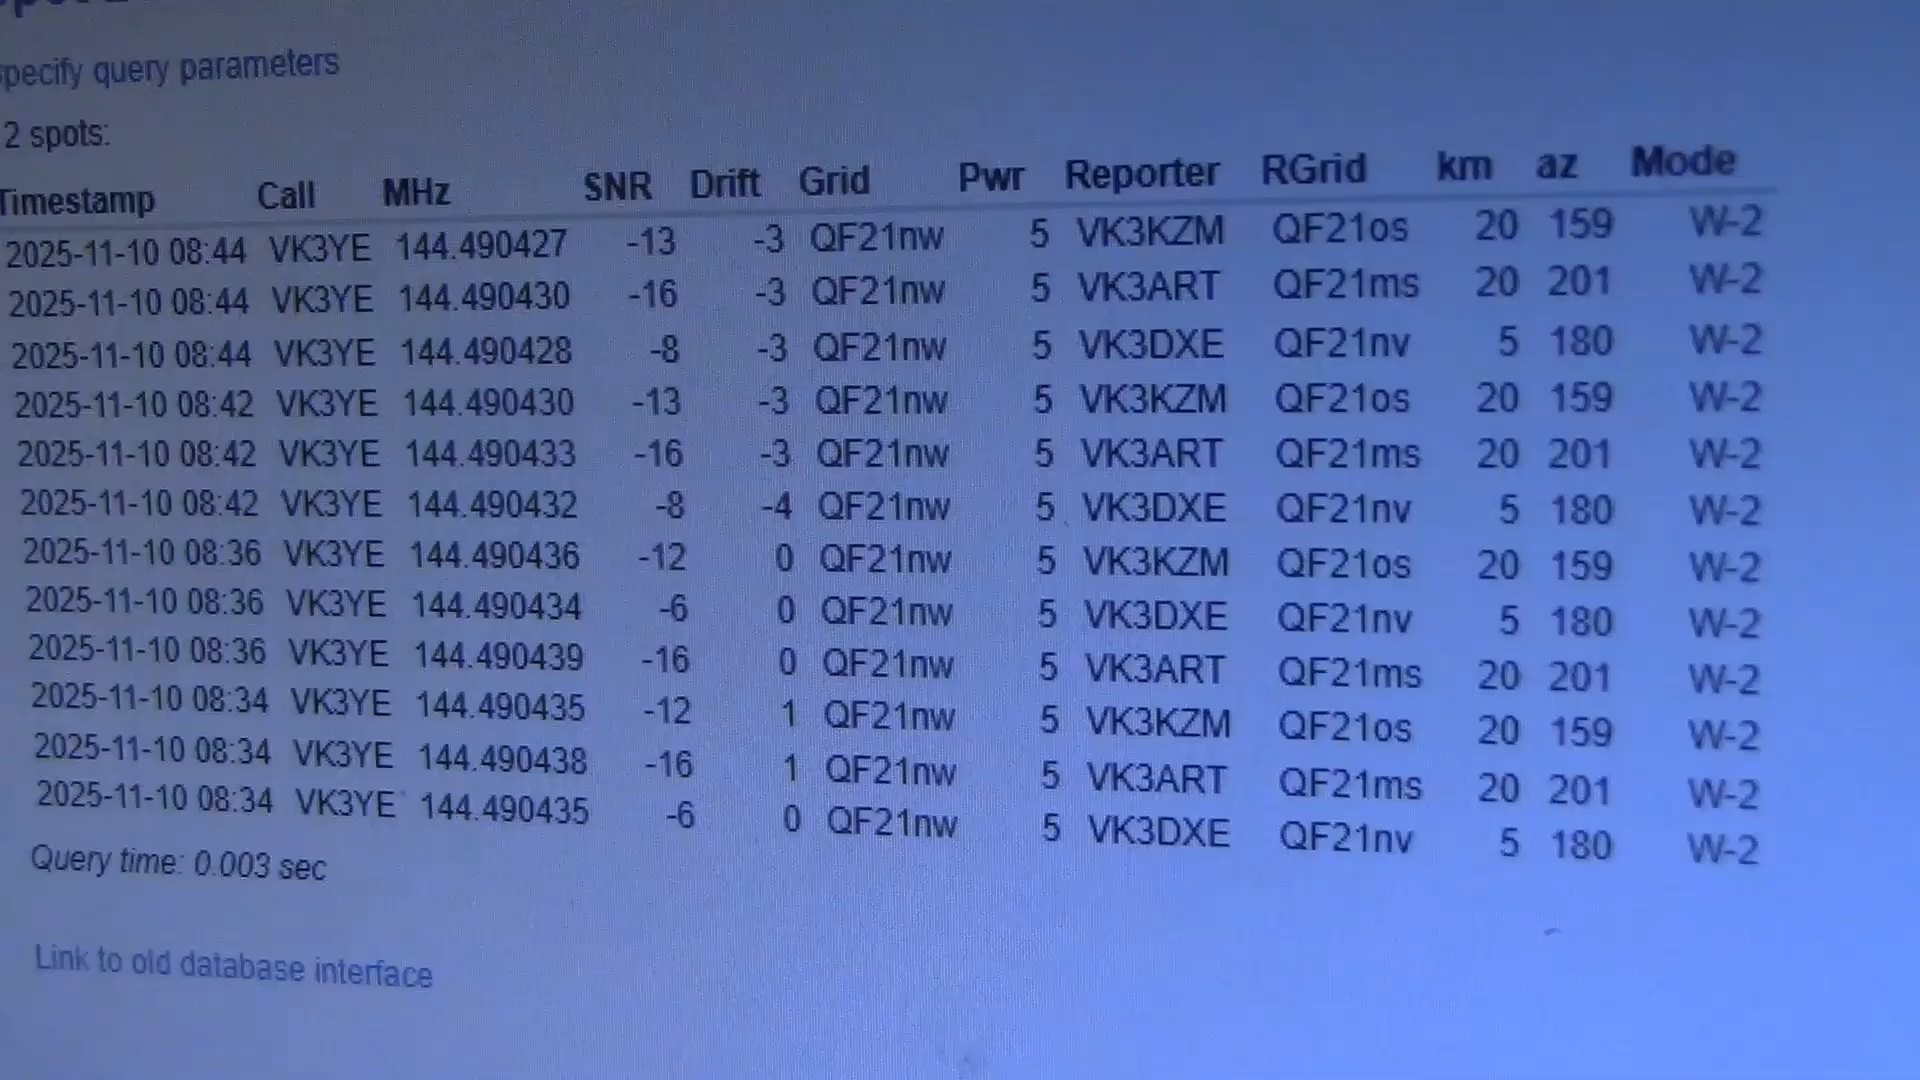 pecify query parameters
2 spots:
Timestamp Call MHz SNR Drift Grid Pwr Reporter RGrid km az Mode
2025-11-10 08:44 VK3YE 144.490427 -13 -3 QF21nw 5 VK3KZM QF21os 20 159 W-2
2025-11-10 08:44 VK3YE 144.490430 -16 -3 QF21nw 5 VK3ART QF21ms 20 201 W-2
2025-11-10 08:44 VK3YE 144.490428 -8 -3 QF21nw 5 VK3DXE QF21nv 5 180 W-2
2025-11-10 08:42 VK3YE 144.490430 -13 -3 QF21nw 5 VK3KZM QF21os 20 159 W-2
2025-11-10 08:42 VK3YE 144.490433 -16 -3 QF21nw 5 VK3ART QF21ms 20 201 W-2
2025-11-10 08:42 VK3YE 144.490432 -8 -4 QF21nw 5 VK3DXE QF21nv 5 180 W-2
2025-11-10 08:36 VK3YE 144.490436 -12 0 QF21nw 5 VK3KZM QF21os 20 159 W-2
2025-11-10 08:36 VK3YE 144.490434 -6 0 QF21nw 5 VK3DXE QF21nv 5 180 W-2
2025-11-10 08:36 VK3YE 144.490439 -16 0 QF21nw 5 VK3ART QF21ms 20 201 W-2
2025-11-10 08:34 VK3YE 144.490435 -12 1 QF21nw 5 VK3KZM QF21os 20 159 W-2
2025-11-10 08:34 VK3YE 144.490438 -16 1 QF21nw 5 VK3ART QF21ms 20 201 W-2
2025-11-10 08:34 VK3YE 144.490435 -6 0 QF21nw 5 VK3DXE QF21nv 5 180 W-2
Query time: 0.003 sec
Link to old database interface